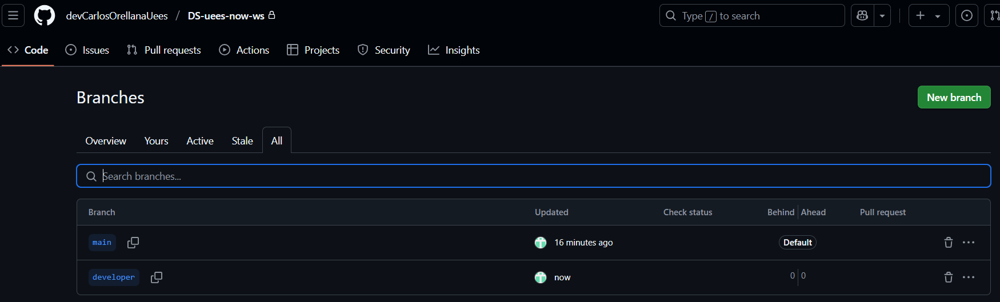 devCarlosOrellanaUees / DS-uees-now-ws
Type / to search
Code Issues Pull requests Actions Projects Security Insights
Branches
New branch
Overview Yours Active Stale All
Search branches...
Branch Updated Check status Behind Ahead Pull request
main 16 minutes ago Default
developer now 0 0